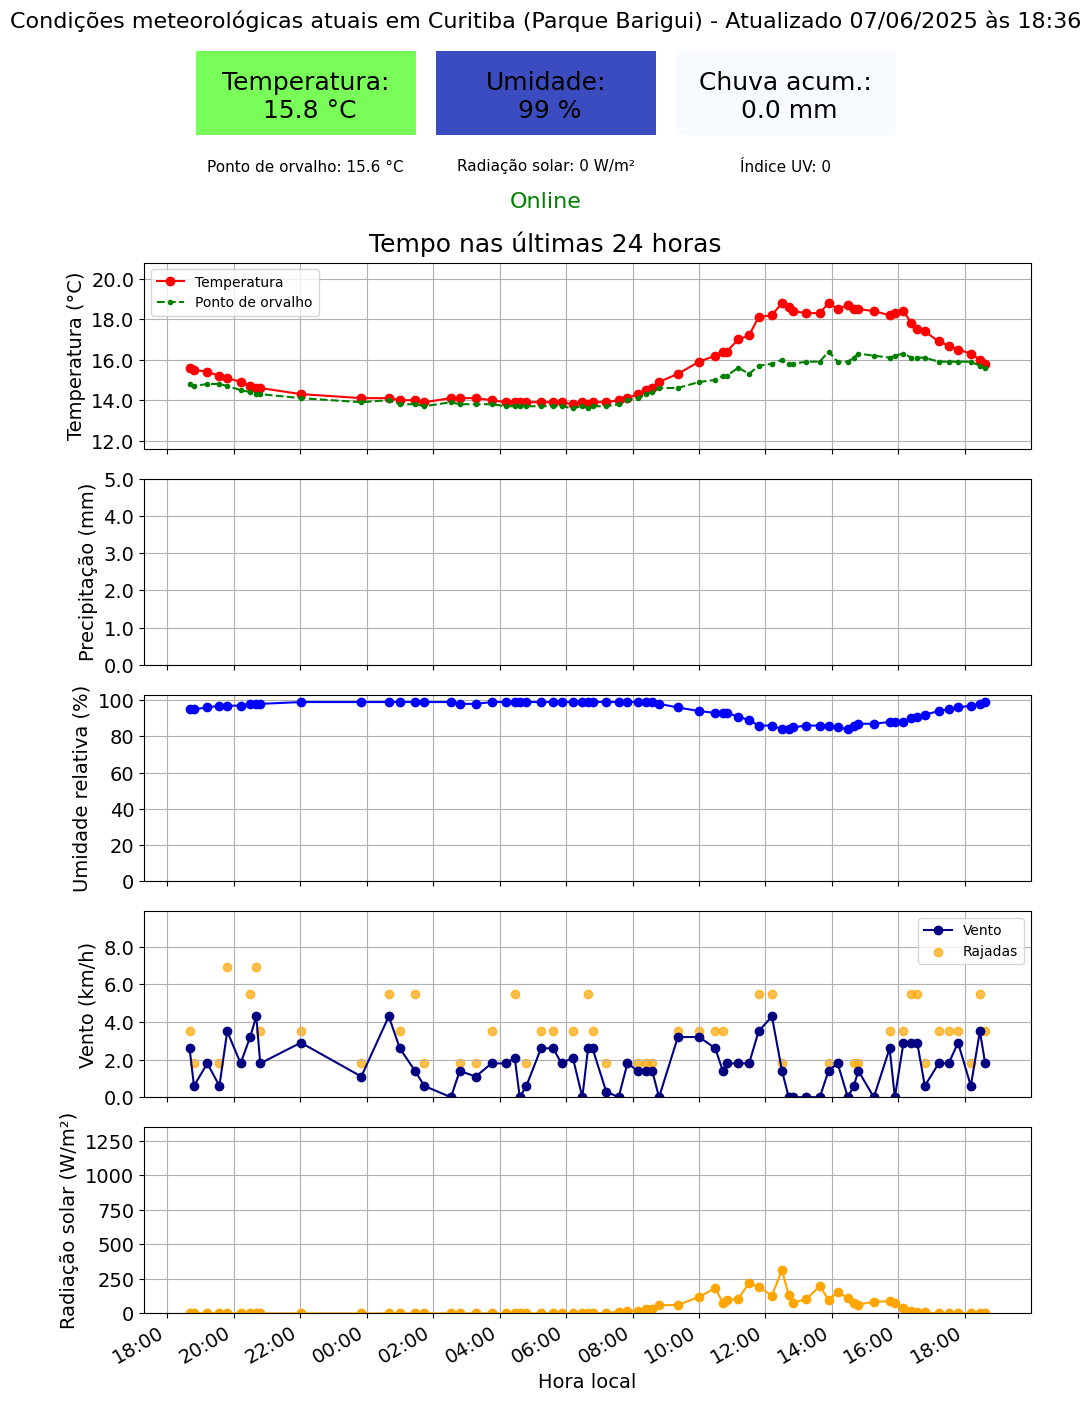 Condições meteorológicas atuais em Curitiba (Parque Barigui) - Atualizado 07/06/2025 às 18:36
Temperatura:
15.8 °C
Umidade:
99 %
Chuva acum.:
0.0 mm
Ponto de orvalho: 15.6 °C
Radiação solar: 0 W/m²
Índice UV: 0
Online
Tempo nas últimas 24 horas
Temperatura (°C)
20.0
18.0
16.0
14.0
12.0
Temperatura
Ponto de orvalho
Precipitação (mm)
5.0
4.0
3.0
2.0
1.0
0.0
Umidade relativa (%)
100
80
60
40
20
0
Vento (km/h)
8.0
6.0
4.0
2.0
0.0
Vento
Rajadas
Radiação solar (W/m²)
1250
1000
750
500
250
0
18:00
20:00
22:00
00:00
02:00
04:00
06:00
08:00
10:00
12:00
14:00
16:00
18:00
Hora local